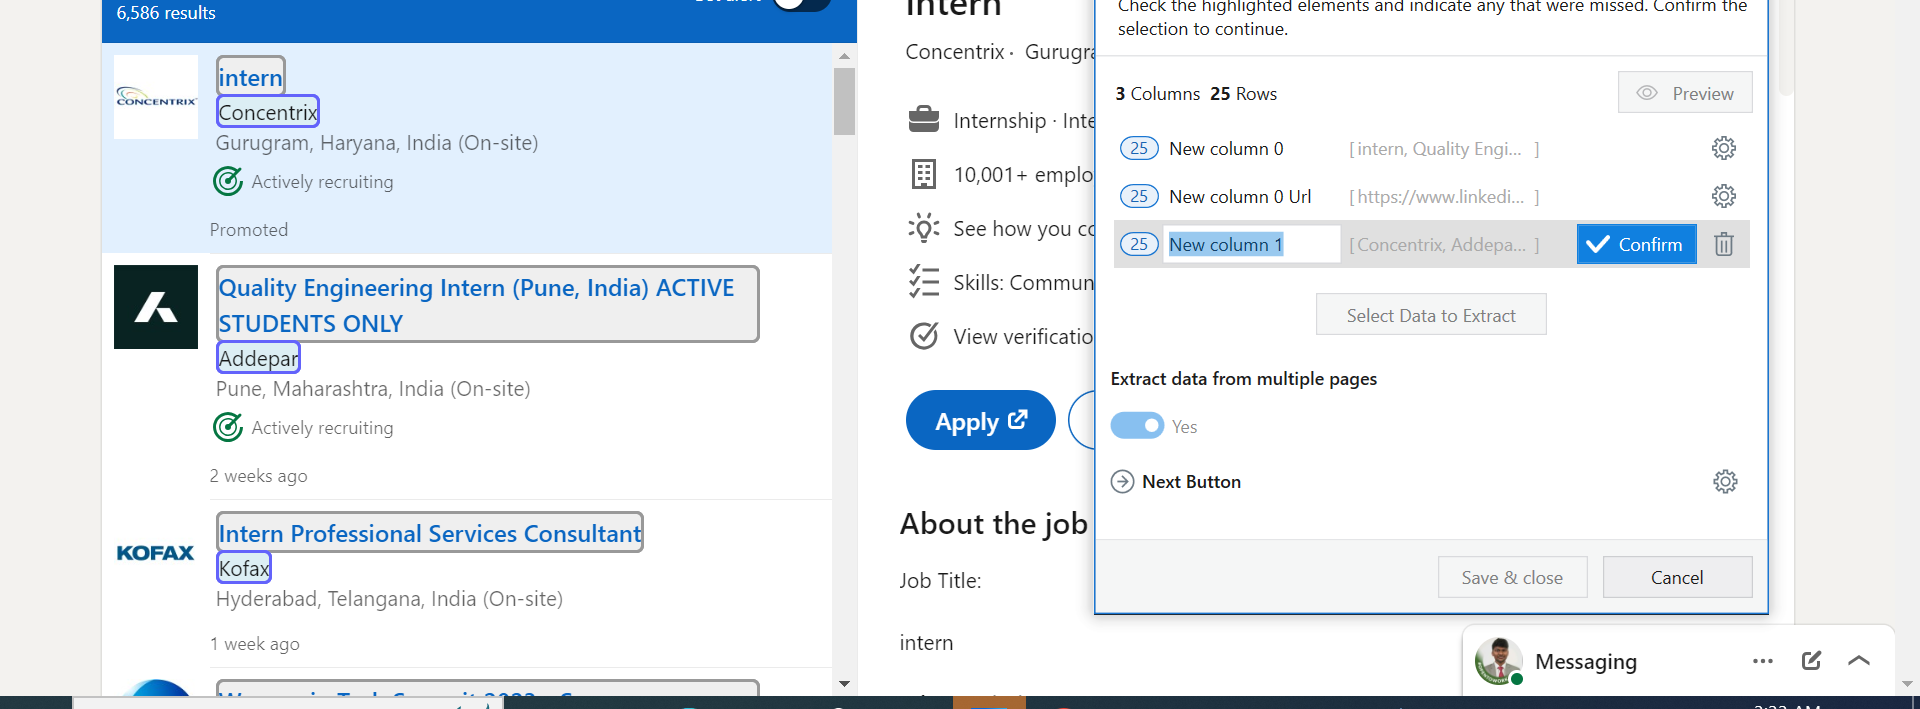 6,586 results
intern
CONCENTRIX
Concentrix
Gurugram, Haryana, India (On-site)
Actively recruiting
Promoted
Quality Engineering Intern (Pune, India) ACTIVE
STUDENTS ONLY
Addepar
Pune, Maharashtra, India (On-site)
Actively recruiting
2 weeks ago
Intern Professional Services Consultant
KOFAX
Kofax
Hyderabad, Telangana, India (On-site)
1 week ago
intern
Concentrix · Gurugra
Internship · Inte
10,001+ emplo
See how you co
Skills: Commun
View verificatio
Apply
About the job
Job Title:
intern
Check the highlighted elements and indicate any that were missed. Confirm the
selection to continue.
3 Columns 25 Rows
Preview
25 New column 0 [ intern, Quality Engi... ]
25 New column 0 Url [ https://www.linkedi... ]
25 New column 1 [ Concentrix, Addepa... ] Confirm
Select Data to Extract
Extract data from multiple pages
Yes
Next Button
Save & close
Cancel
Messaging